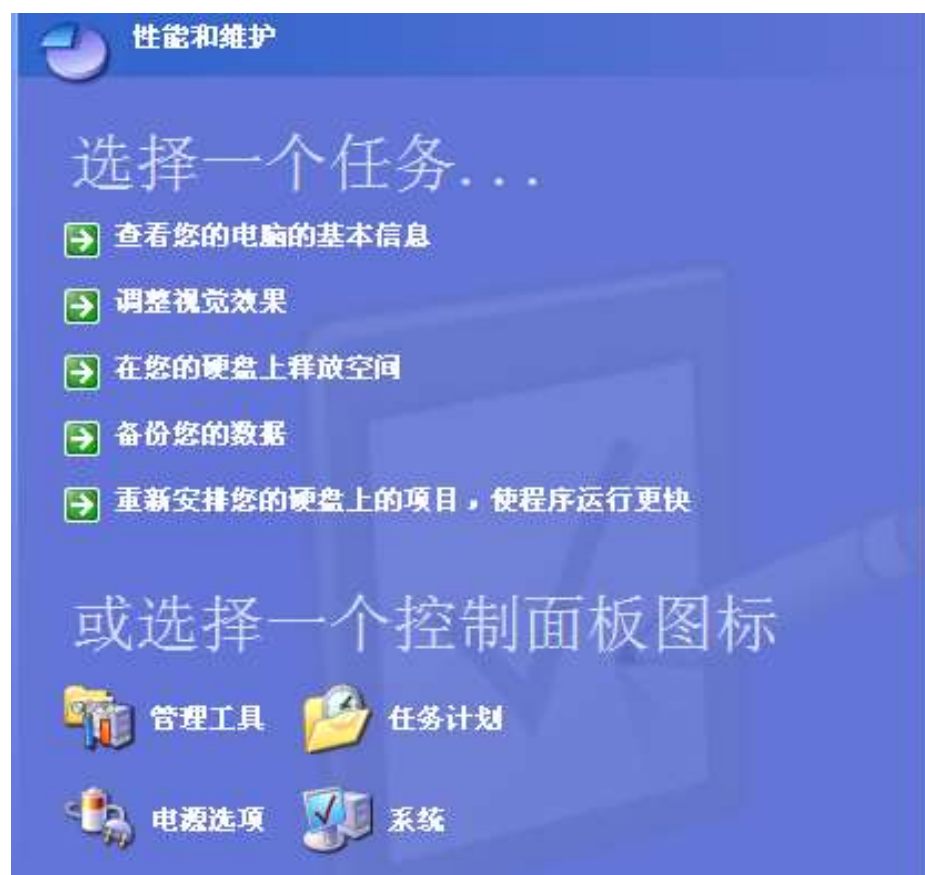 性能和维护
选择一个任务...
查看您的电脑的基本信息
调整视觉效果
在您的硬盘上释放空间
备份您的数据
重新安排您的硬盘上的项目，使程序运行更快
或选择一个控制面板图标
管理工具 任务计划
电源选项 系统